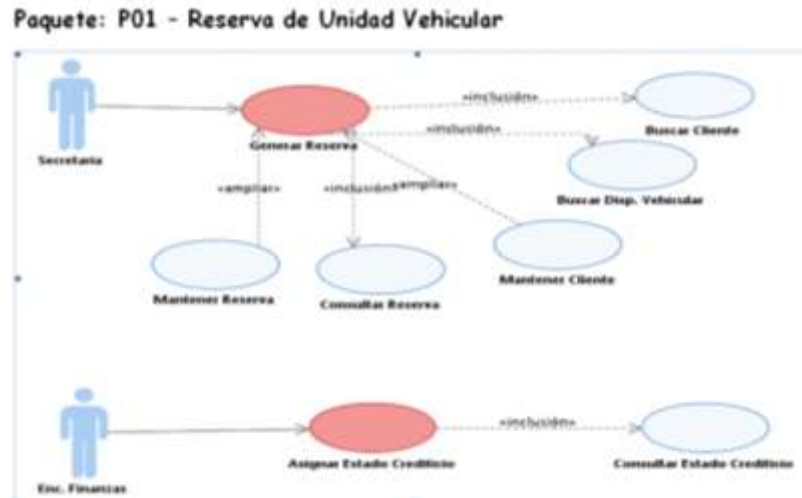 Paquete: P01 - Reserva de Unidad Vehicular
«inclusión»
Buscar Cliente
«inclusión»
Generar Reserva
Secretaria
«ampliar»
«inclusión»
«ampliar»
Buscar Disp. Vehicular
Mantener Cliente
Mantener Reserva
Consultar Reserva
«inclusión»
Asignar Estado Crediticio
Consultar Estado Crediticio
Enc. Finanzas